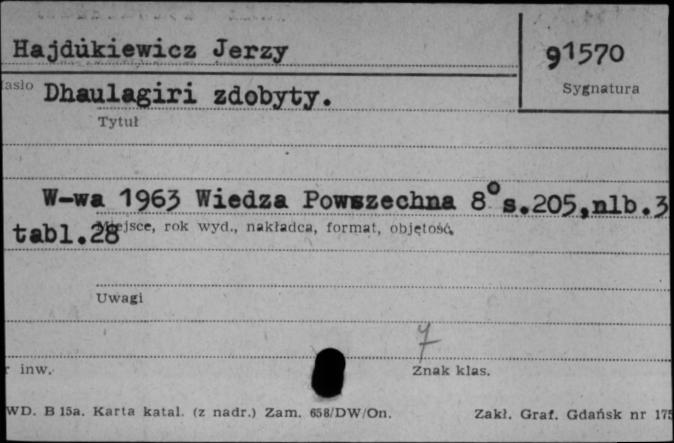 Hajdukiewicz Jerzy
91570
Sygnatura
asło
Dhaulagiri zdobyty.
Tytuł
W-wa 1963 Wiedza Powszechna 8° s.205,nlb.3
tabl.28
Miejsce, rok wyd., nakładca, format, objętość.
Uwagi
7
r inw.
Znak klas.
WD. B 15a. Karta katal. (z nadr.) Zam. 658/DW/On.
Zakł. Graf. Gdańsk nr 175